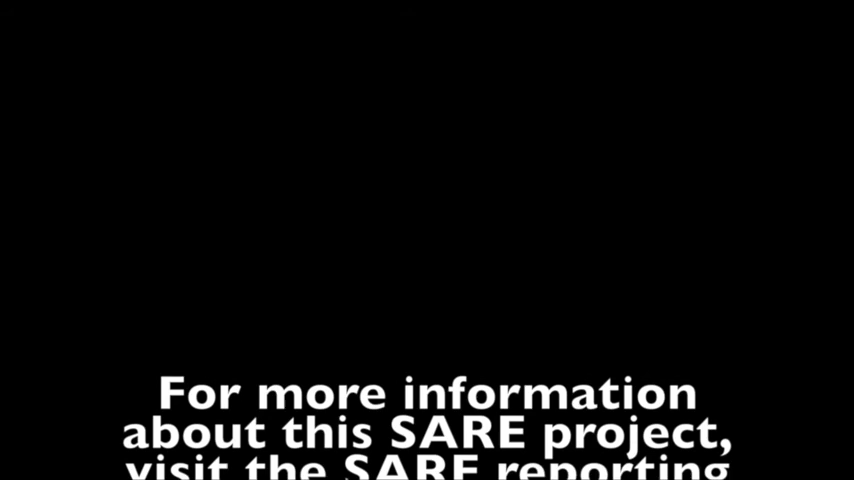 For more information
about this SARE project,
visit the SARE reporting